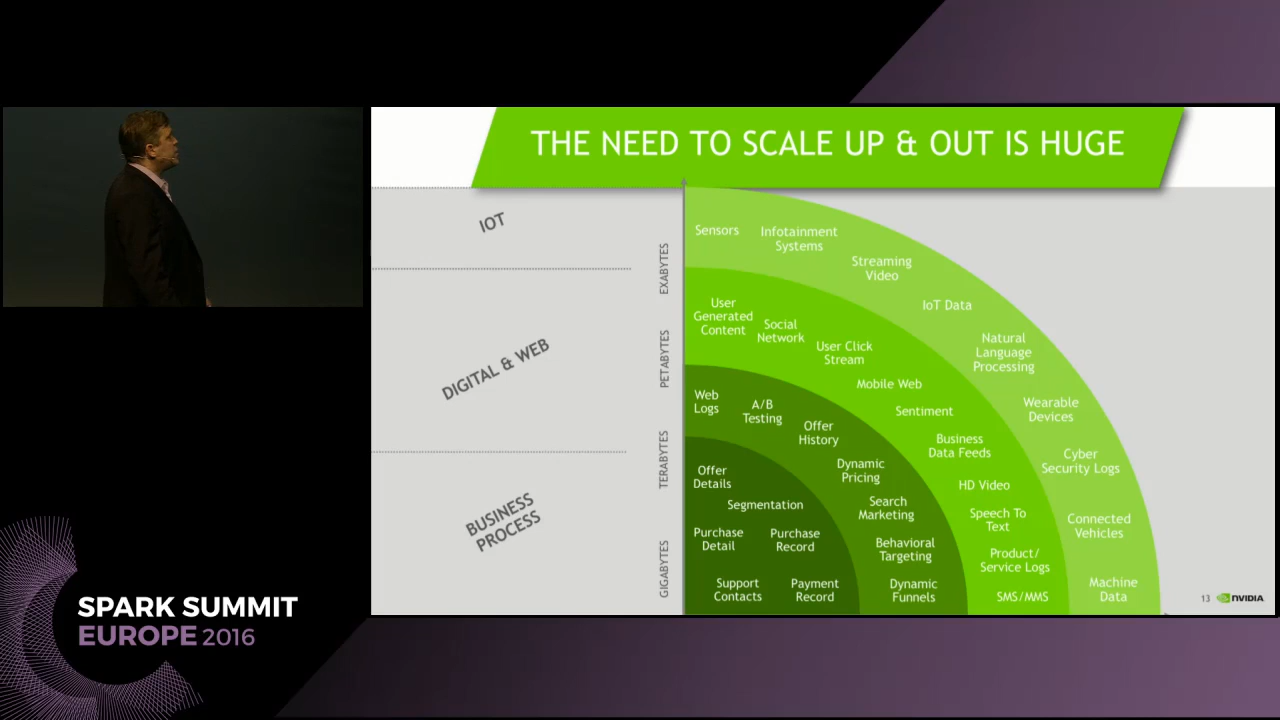 THE NEED TO SCALE UP & OUT IS HUGE
IOT
DIGITAL & WEB
BUSINESS
PROCESS
EXABYTES
PETABYTES
TERABYTES
GIGABYTES
Sensors
Infotainment
Systems
Streaming
Video
IoT Data
Natural
Language
Processing
Wearable
Devices
Cyber
Security Logs
Connected
Vehicles
Machine
Data
User
Generated
Content
Social
Network
User Click
Stream
Mobile Web
Sentiment
Business
Data Feeds
HD Video
Speech To
Text
Product/
Service Logs
SMS/MMS
Web
Logs
A/B
Testing
Offer
History
Dynamic
Pricing
Search
Marketing
Behavioral
Targeting
Dynamic
Funnels
Offer
Details
Segmentation
Purchase
Detail
Purchase
Record
Support
Contacts
Payment
Record
13 NVIDIA.
SPARK SUMMIT
EUROPE 2016